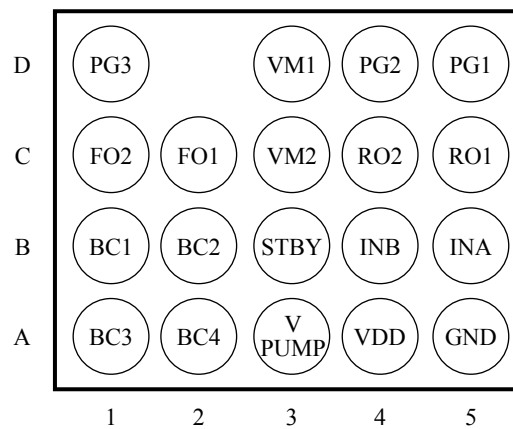 D PG3 VM1 PG2 PG1
C FO2 FO1 VM2 RO2 RO1
B BC1 BC2 STBY INB INA
A BC3 BC4 V PUMP VDD GND
1 2 3 4 5